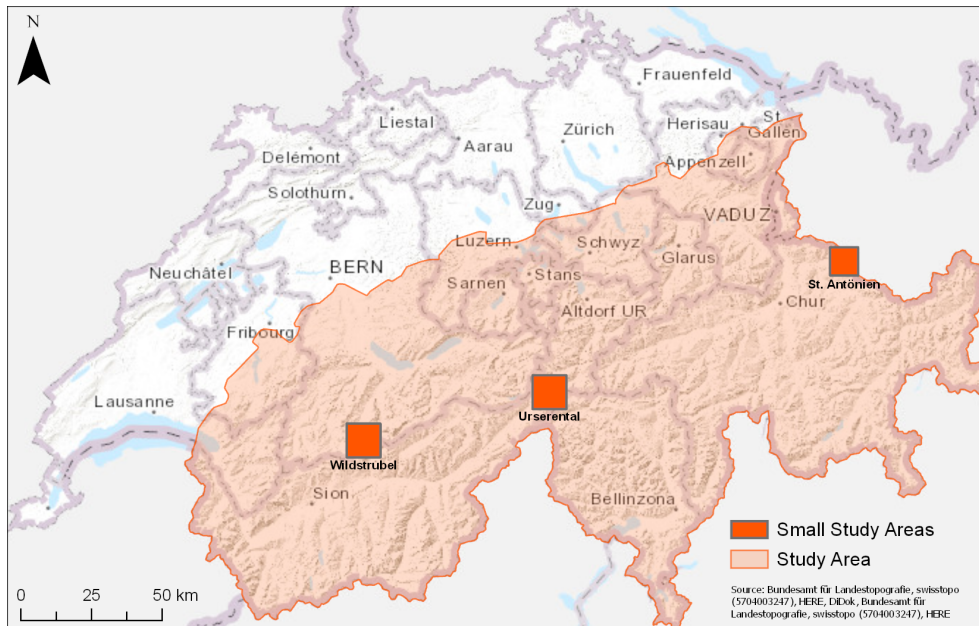 N
Frauenfeld
Liestal
Herisau
St.
Gallen
Zürich
Aarau
Delémont
Appenzell
Solothurn
Zug
VADUZ
Luzern
Schwyz
Glarus
Neuchâtel
BERN
Stans
Sarnen
St. Antönien
Chur
Altdorf UR
Fribourg
Lausanne
Urserental
Wildstrubel
Sion
Bellinzona
Small Study Areas
Study Area
0 25 50 km
Source: Bundesamt für Landestopografie, swisstopo
(5704003247), HERE, DiDok, Bundesamt für
Landestopografie, swisstopo (5704003247), HERE